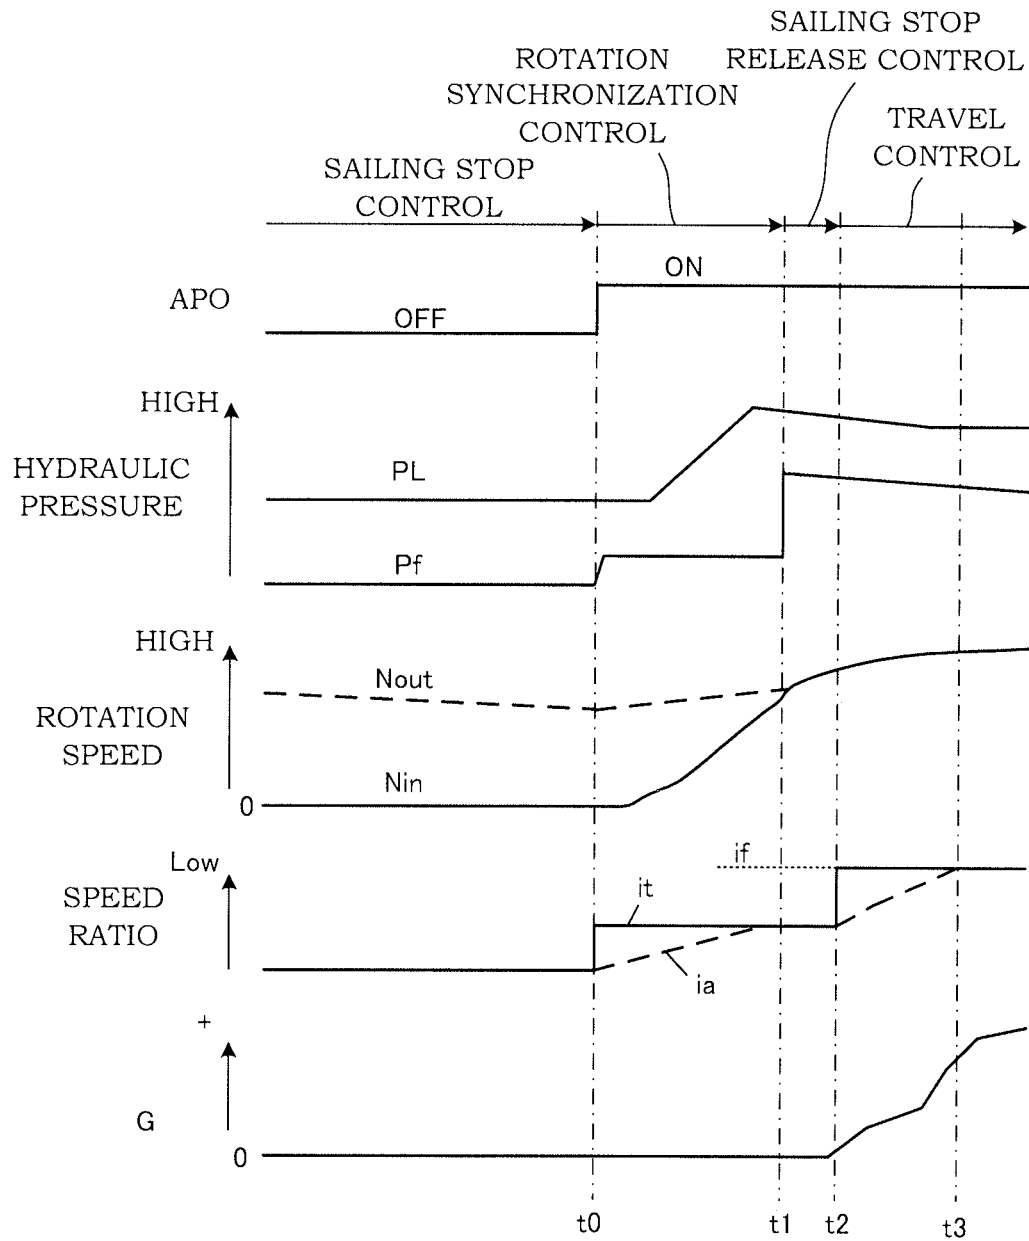 SAILING STOP
RELEASE CONTROL
ROTATION
SYNCHRONIZATION
CONTROL
TRAVEL
CONTROL
SAILING STOP
CONTROL
ON
APO
OFF
HIGH
HYDRAULIC
PRESSURE
PL
Pf
HIGH
Nout
ROTATION
SPEED
Nin
0
Low
if
SPEED
RATIO
it
ia
+
G
0
t0
t1
t2
t3